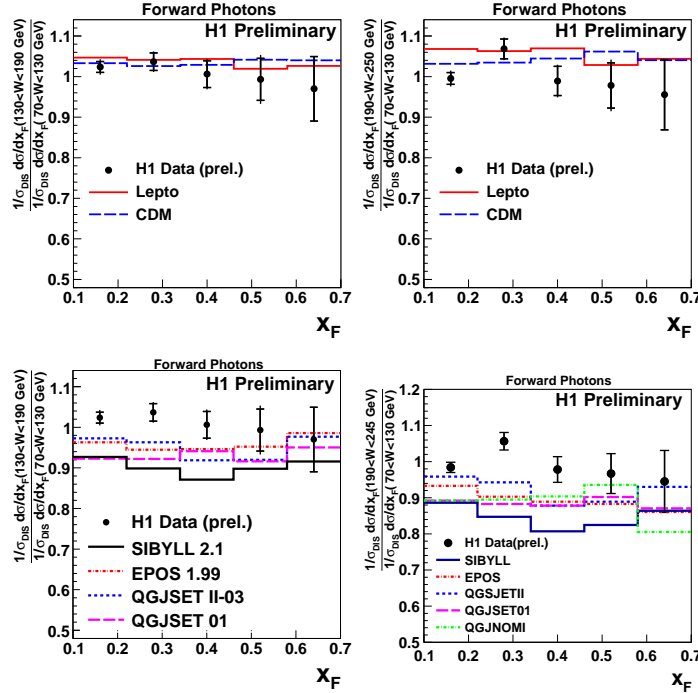 Forward Photons
H1 Preliminary
1/σDIS dσ/dxF(130<W<190 GeV)
1/σDIS dσ/dxF( 70<W<130 GeV)
1.1
1
0.9
0.8
0.7
0.6
0.5
H1 Data (prel.)
Lepto
CDM
0.1 0.2 0.3 0.4 0.5 0.6 0.7
xF
Forward Photons
H1 Preliminary
1/σDIS dσ/dxF(190<W<250 GeV)
1/σDIS dσ/dxF( 70<W<130 GeV)
1.1
1
0.9
0.8
0.7
0.6
0.5
H1 Data (prel.)
Lepto
CDM
0.1 0.2 0.3 0.4 0.5 0.6 0.7
xF
Forward Photons
H1 Preliminary
1/σDIS dσ/dxF(130<W<190 GeV)
1/σDIS dσ/dxF( 70<W<130 GeV)
1.1
1
0.9
0.8
0.7
0.6
0.5
H1 Data (prel.)
SIBYLL 2.1
EPOS 1.99
QGJSET II-03
QGJSET 01
0.1 0.2 0.3 0.4 0.5 0.6 0.7
xF
Forward Photons
H1 Preliminary
1/σDIS dσ/dxF(190<W<245 GeV)
1/σDIS dσ/dxF( 70<W<130 GeV)
1.2
1.1
1
0.9
0.8
0.7
0.6
0.5
H1 Data(prel.)
SIBYLL
EPOS
QGSJETII
QGJSET01
QGJNOMI
0.1 0.2 0.3 0.4 0.5 0.6 0.7
xF